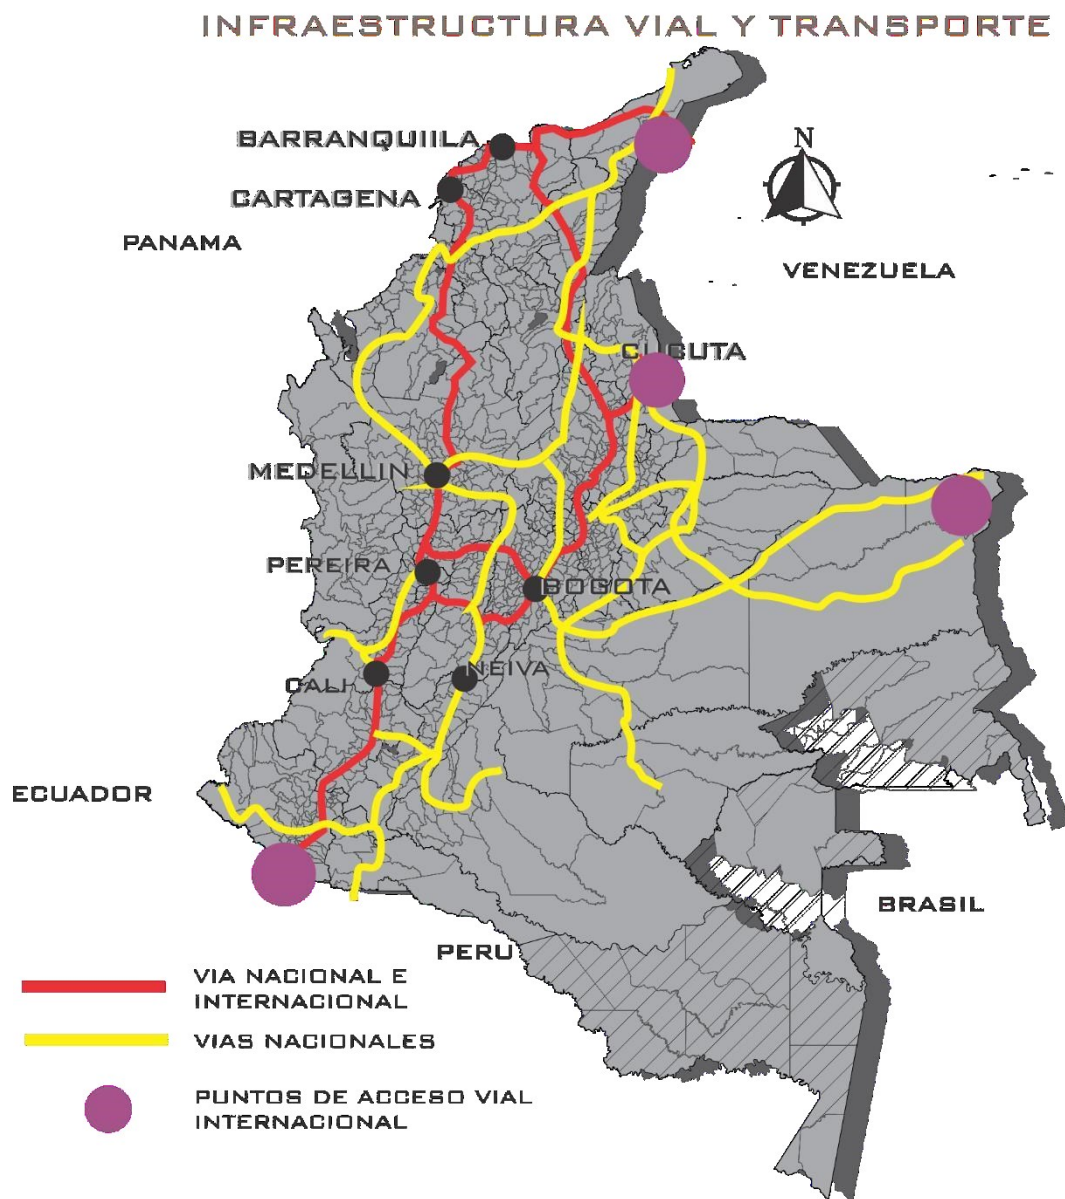 INFRAESTRUCTURA VIAL Y TRANSPORTE
BARRANQUIILA
N
CARTAGENA
PANAMA
VENEZUELA
CUCUTA
MEDELLIN
PEREIRA
BOGOTA
NEIVA
CALI
ECUADOR
BRASIL
PERU
VIA NACIONAL E
INTERNACIONAL
VIAS NACIONALES
PUNTOS DE ACCESO VIAL
INTERNACIONAL